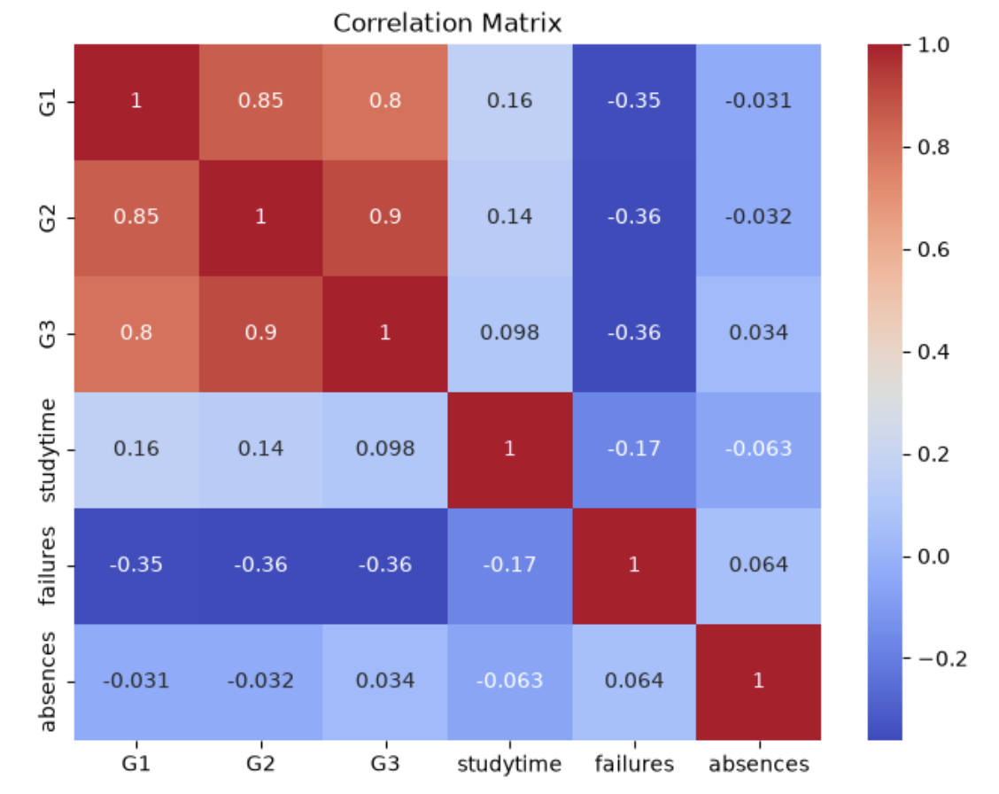 Correlation Matrix
G1 1 0.85 0.8 0.16 -0.35 -0.031
G2 0.85 1 0.9 0.14 -0.36 -0.032
G3 0.8 0.9 1 0.098 -0.36 0.034
studytime 0.16 0.14 0.098 1 -0.17 -0.063
failures -0.35 -0.36 -0.36 -0.17 1 0.064
absences -0.031 -0.032 0.034 -0.063 0.064 1
G1 G2 G3 studytime failures absences
1.0
0.8
0.6
0.4
0.2
0.0
−0.2